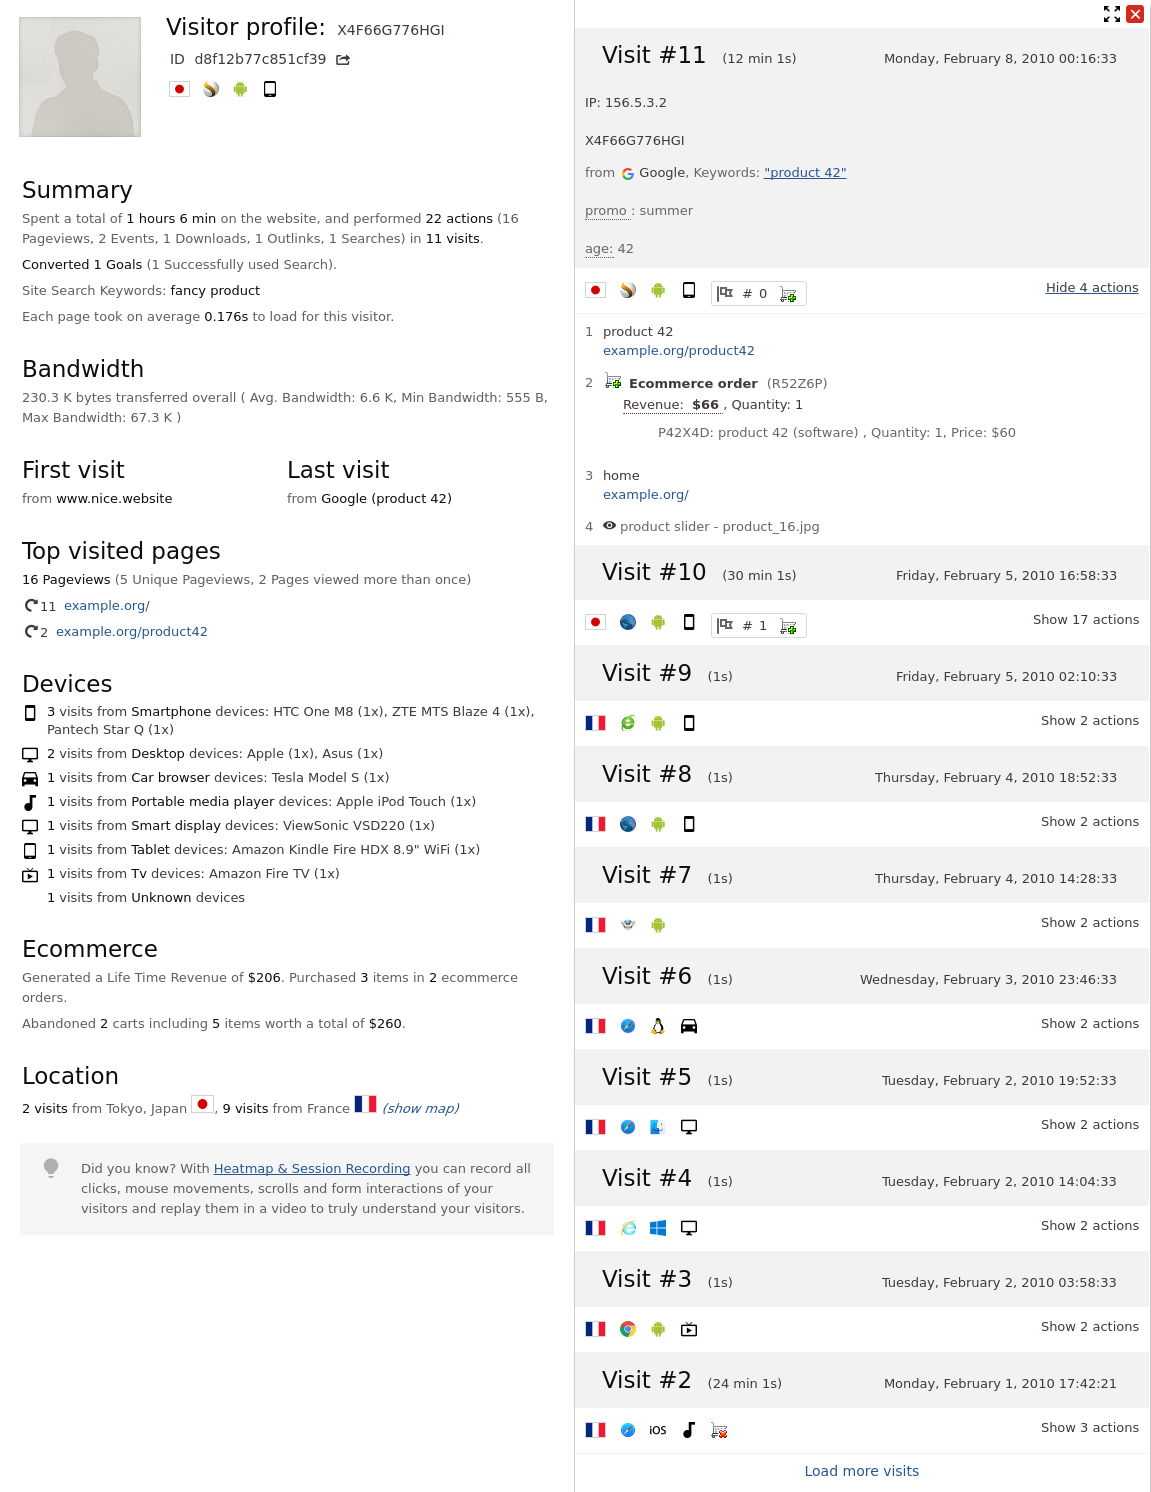 Visitor profile: X4F66G776HGI
ID d8f12b77c851cf39
Summary
Spent a total of 1 hours 6 min on the website, and performed 22 actions (16
Pageviews, 2 Events, 1 Downloads, 1 Outlinks, 1 Searches) in 11 visits.
Converted 1 Goals (1 Successfully used Search).
Site Search Keywords: fancy product
Each page took on average 0.176s to load for this visitor.
Bandwidth
230.3 K bytes transferred overall ( Avg. Bandwidth: 6.6 K, Min Bandwidth: 555 B,
Max Bandwidth: 67.3 K )
First visit
from www.nice.website
Last visit
from Google (product 42)
Top visited pages
16 Pageviews (5 Unique Pageviews, 2 Pages viewed more than once)
11 example.org/
2 example.org/product42
Devices
3 visits from Smartphone devices: HTC One M8 (1x), ZTE MTS Blaze 4 (1x),
Pantech Star Q (1x)
2 visits from Desktop devices: Apple (1x), Asus (1x)
1 visits from Car browser devices: Tesla Model S (1x)
1 visits from Portable media player devices: Apple iPod Touch (1x)
1 visits from Smart display devices: ViewSonic VSD220 (1x)
1 visits from Tablet devices: Amazon Kindle Fire HDX 8.9" WiFi (1x)
1 visits from Tv devices: Amazon Fire TV (1x)
1 visits from Unknown devices
Ecommerce
Generated a Life Time Revenue of $206. Purchased 3 items in 2 ecommerce
orders.
Abandoned 2 carts including 5 items worth a total of $260.
Location
2 visits from Tokyo, Japan , 9 visits from France (show map)
Did you know? With Heatmap & Session Recording you can record all
clicks, mouse movements, scrolls and form interactions of your
visitors and replay them in a video to truly understand your visitors.
Visit #11 (12 min 1s) Monday, February 8, 2010 00:16:33
IP: 156.5.3.2
X4F66G776HGI
from Google, Keywords: "product 42"
promo : summer
age: 42
# 0 Hide 4 actions
1 product 42
example.org/product42
2 Ecommerce order (R52Z6P)
Revenue: $66 , Quantity: 1
P42X4D: product 42 (software) , Quantity: 1, Price: $60
3 home
example.org/
4 product slider - product_16.jpg
Visit #10 (30 min 1s) Friday, February 5, 2010 16:58:33
# 1 Show 17 actions
Visit #9 (1s) Friday, February 5, 2010 02:10:33
Show 2 actions
Visit #8 (1s) Thursday, February 4, 2010 18:52:33
Show 2 actions
Visit #7 (1s) Thursday, February 4, 2010 14:28:33
Show 2 actions
Visit #6 (1s) Wednesday, February 3, 2010 23:46:33
Show 2 actions
Visit #5 (1s) Tuesday, February 2, 2010 19:52:33
Show 2 actions
Visit #4 (1s) Tuesday, February 2, 2010 14:04:33
Show 2 actions
Visit #3 (1s) Tuesday, February 2, 2010 03:58:33
Show 2 actions
Visit #2 (24 min 1s) Monday, February 1, 2010 17:42:21
iOS Show 3 actions
Load more visits